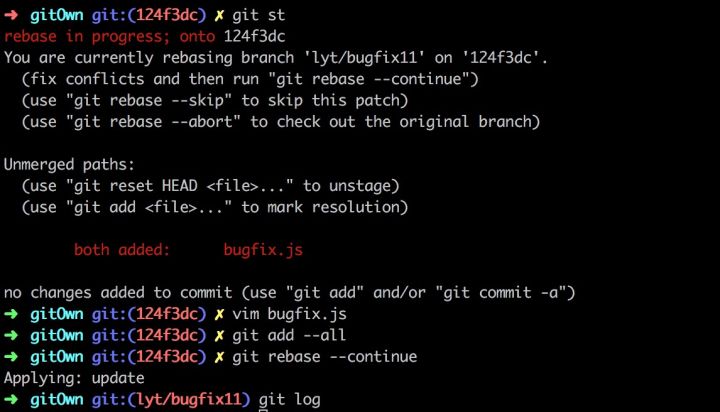 ➜ gitOwn git:(124f3dc) ✗ git st
rebase in progress; onto 124f3dc
You are currently rebasing branch 'lyt/bugfix11' on '124f3dc'.
  (fix conflicts and then run "git rebase --continue")
  (use "git rebase --skip" to skip this patch)
  (use "git rebase --abort" to check out the original branch)
Unmerged paths:
  (use "git reset HEAD <file>..." to unstage)
  (use "git add <file>..." to mark resolution)
        both added:      bugfix.js
no changes added to commit (use "git add" and/or "git commit -a")
➜ gitOwn git:(124f3dc) ✗ vim bugfix.js
➜ gitOwn git:(124f3dc) ✗ git add --all
➜ gitOwn git:(124f3dc) ✗ git rebase --continue
Applying: update
➜ gitOwn git:(lyt/bugfix11) git log